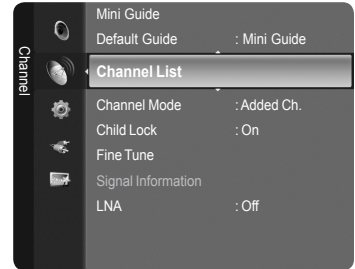 Channel
Mini Guide
Default Guide : Mini Guide
Channel List
Channel Mode : Added Ch.
Child Lock : On
Fine Tune
Signal Information
LNA : Off